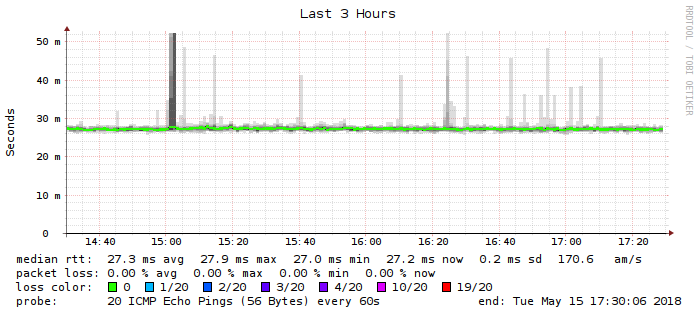 Last 3 Hours
RRDTOOL / TOBI OETIKER
Seconds
50 m
40 m
30 m
20 m
10 m
0
14:40 15:00 15:20 15:40 16:00 16:20 16:40 17:00 17:20
median rtt: 27.3 ms avg 27.9 ms max 27.0 ms min 27.2 ms now 0.2 ms sd 170.6 am/s
packet loss: 0.00 % avg 0.00 % max 0.00 % min 0.00 % now
loss color: 0 1/20 2/20 3/20 4/20 10/20 19/20
probe: 20 ICMP Echo Pings (56 Bytes) every 60s end: Tue May 15 17:30:06 2018